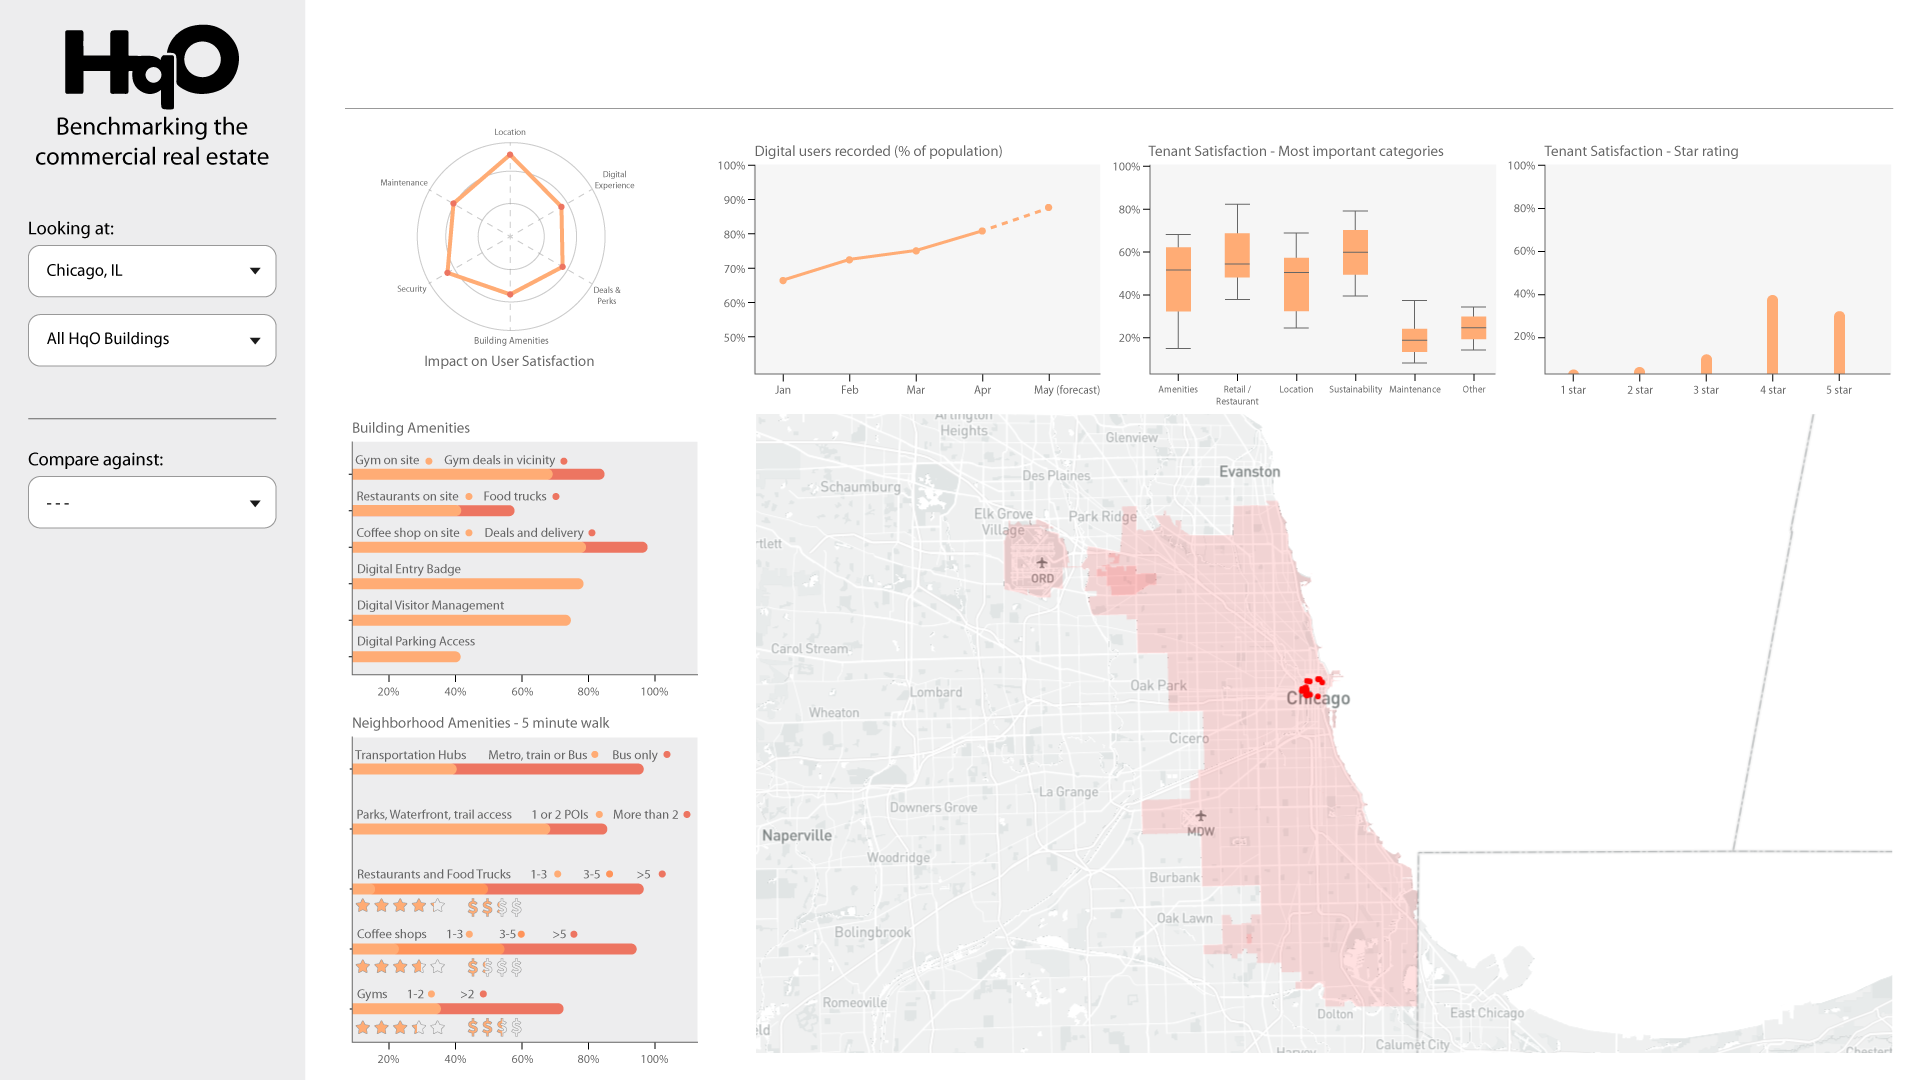 HqO
Benchmarking the
commercial real estate
Looking at:
Chicago, IL
All HqO Buildings
Compare against:
---
Location
Digital
Experience
Maintenance
Security
Deals &
Perks
Building Amenities
Impact on User Satisfaction
Digital users recorded (% of population)
100%
90%
80%
70%
60%
50%
Jan
Feb
Mar
Apr
May (forecast)
Tenant Satisfaction - Most important categories
100%
80%
60%
40%
20%
Amenities
Retail /
Restaurant
Location
Sustainability
Maintenance
Other
Tenant Satisfaction - Star rating
100%
80%
60%
40%
20%
1 star
2 star
3 star
4 star
5 star
Building Amenities
Gym on site Gym deals in vicinity
Restaurants on site Food trucks
Coffee shop on site Deals and delivery
Digital Entry Badge
Digital Visitor Management
Digital Parking Access
20% 40% 60% 80% 100%
Neighborhood Amenities - 5 minute walk
Transportation Hubs Metro, train or Bus Bus only
Parks, Waterfront, trail access 1 or 2 POIs More than 2
Restaurants and Food Trucks 1-3 3-5 >5
$$$$
Coffee shops 1-3 3-5 >5
$$$$
Gyms 1-2 >2
$$$$
20% 40% 60% 80% 100%
Arlington
Heights
Glenview
Evanston
Des Plaines
Schaumburg
Elk Grove
Village
Park Ridge
tlett
ORD
Carol Stream
Oak Park
Lombard
Chicago
Wheaton
Cicero
La Grange
Downers Grove
MDW
Naperville
Woodridge
Burbank
Oak Lawn
Bolingbrook
Romeoville
Dolton
East Chicago
eld
Calumet City
Harvey
Chestert